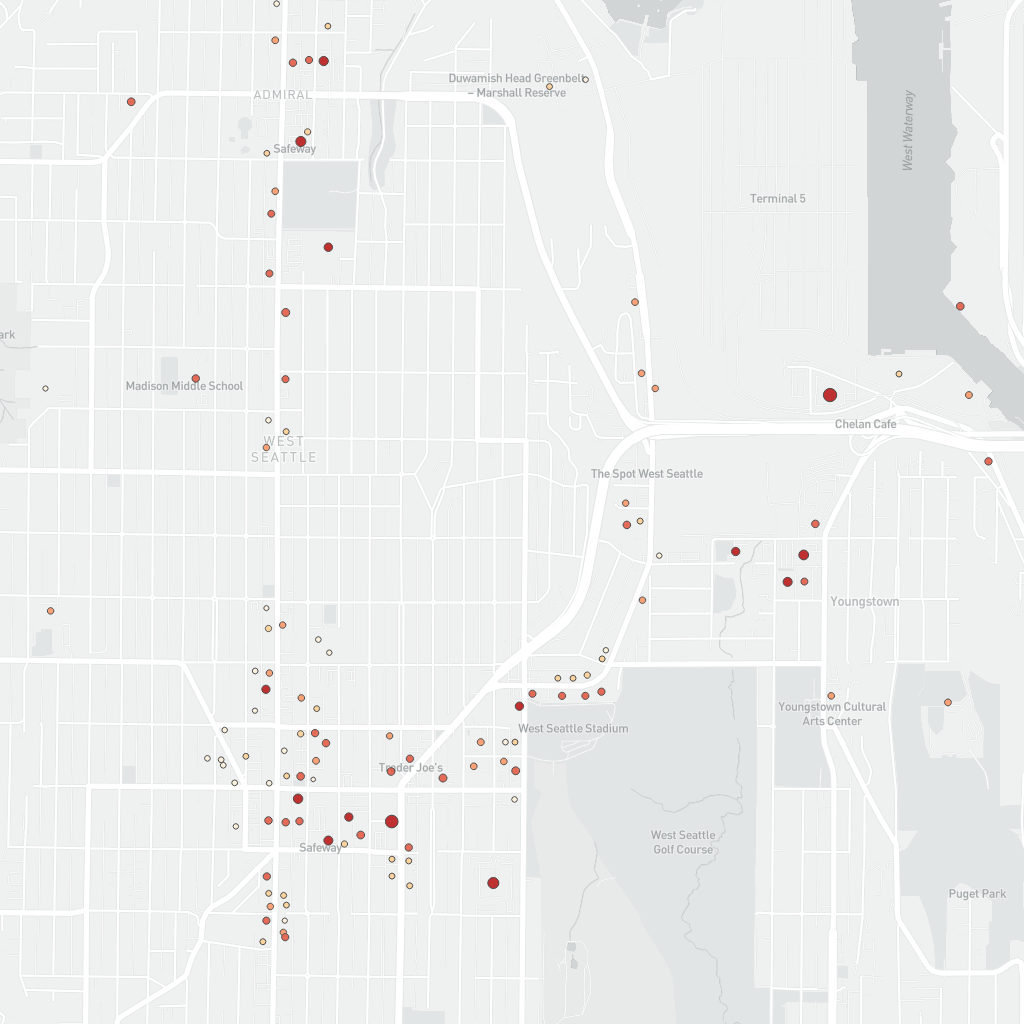 Duwamish Head Greenbelt
– Marshall Reserve
ADMIRAL
West Waterway
Safeway
Terminal 5
ark
Madison Middle School
Chelan Cafe
WEST
SEATTLE
The Spot West Seattle
Youngstown
Youngstown Cultural
Arts Center
West Seattle Stadium
Trader Joe's
West Seattle
Golf Course
Safeway
Puget Park